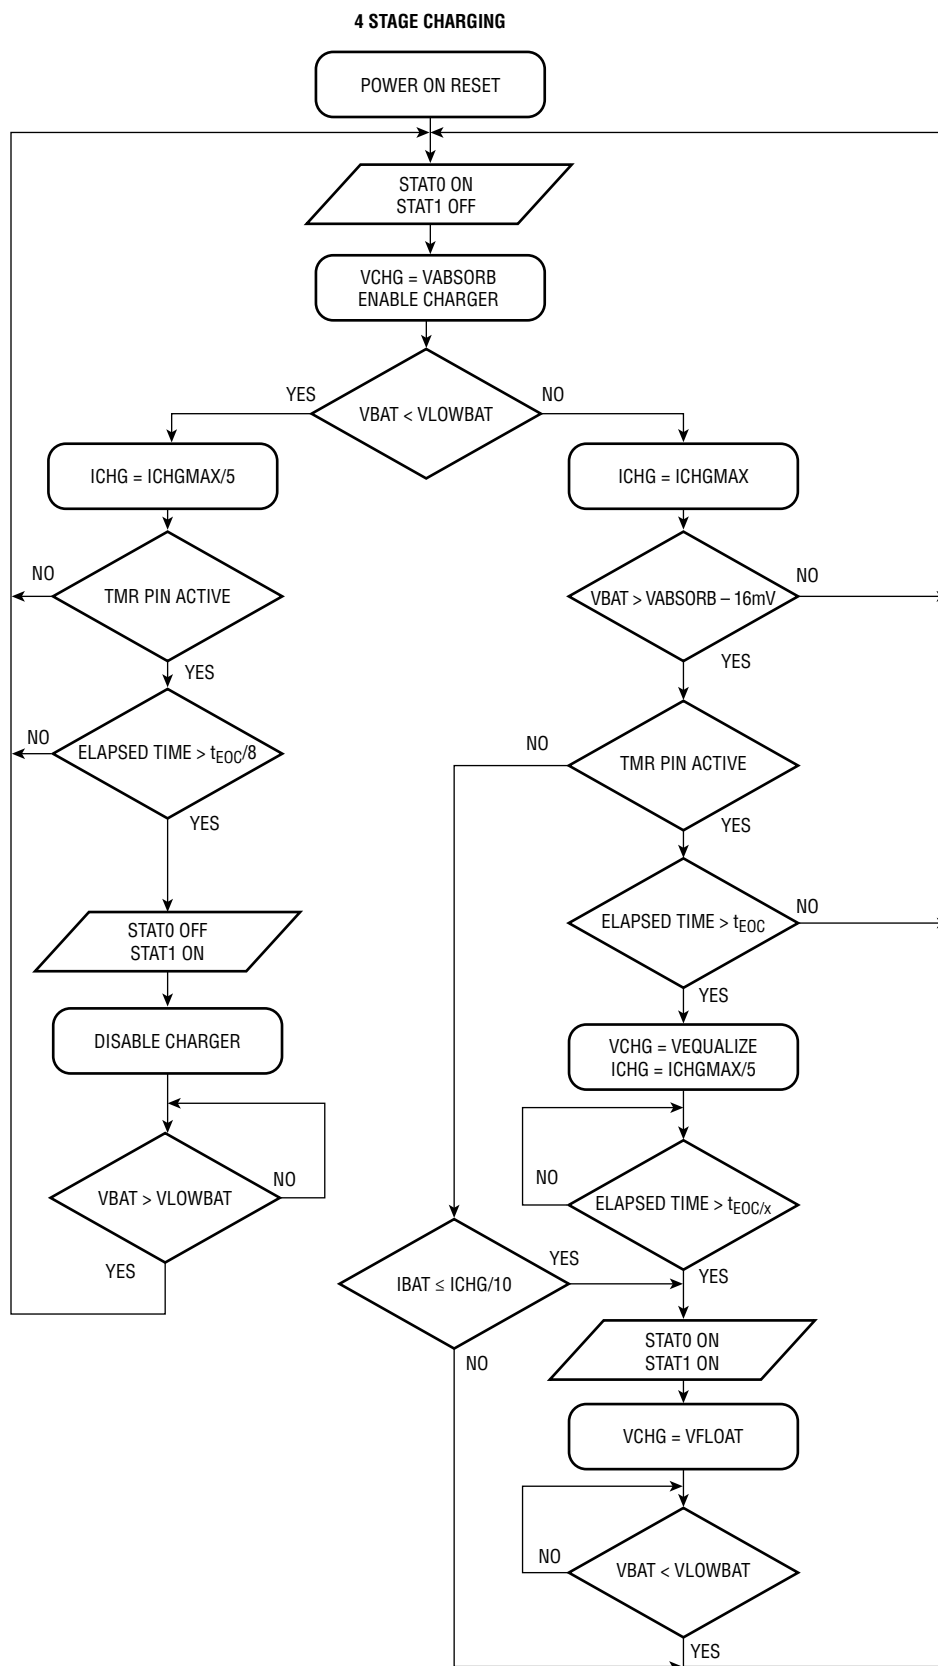 4 STAGE CHARGING
POWER ON RESET
STAT0 ON
STAT1 OFF
VCHG = VABSORB
ENABLE CHARGER
YES
NO
VBAT < VLOWBAT
ICHG = ICHGMAX/5
ICHG = ICHGMAX
NO
TMR PIN ACTIVE
YES
VBAT > VABSORB – 16mV
NO
YES
NO
ELAPSED TIME > tEOC/8
YES
NO
TMR PIN ACTIVE
YES
STAT0 OFF
STAT1 ON
ELAPSED TIME > tEOC
NO
YES
DISABLE CHARGER
VCHG = VEQUALIZE
ICHG = ICHGMAX/5
VBAT > VLOWBAT
NO
YES
NO
ELAPSED TIME > tEOC/x
YES
IBAT ≤ ICHG/10
YES
NO
STAT0 ON
STAT1 ON
VCHG = VFLOAT
NO
VBAT < VLOWBAT
YES